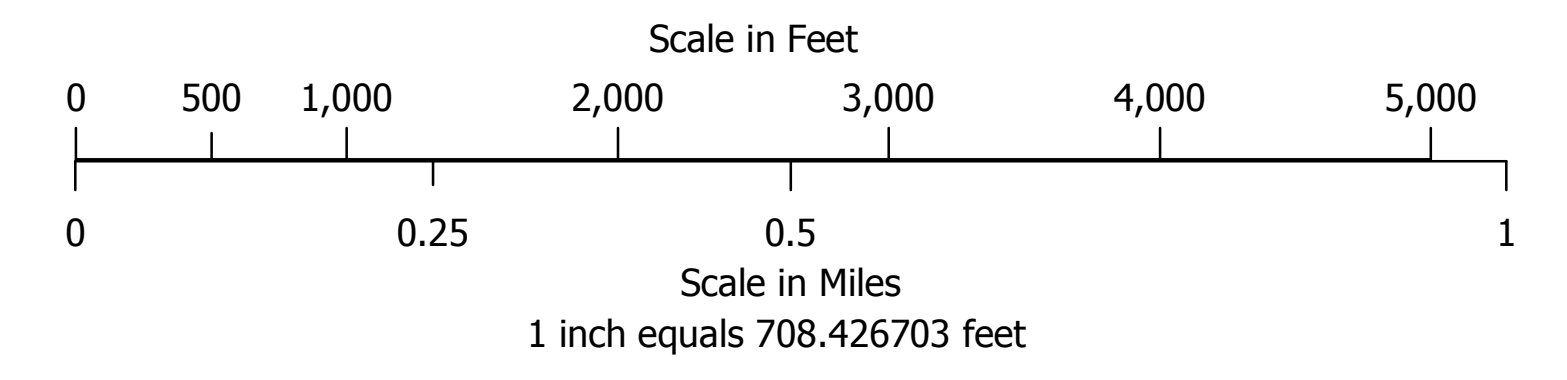 Scale in Feet
0 500 1,000 2,000 3,000 4,000 5,000
0 0.25 0.5 1
Scale in Miles
1 inch equals 708.426703 feet